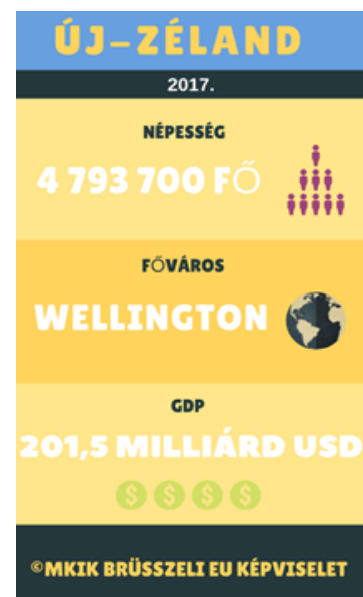 ÚJ-ZÉLAND
2017.
NÉPESSÉG
4 793 700 FŐ
FŐVÁROS
WELLINGTON
GDP
201,5 MILLIÁRD USD
$ $ $ $
©MKIK BRÜSSZELI EU KÉPVISELET